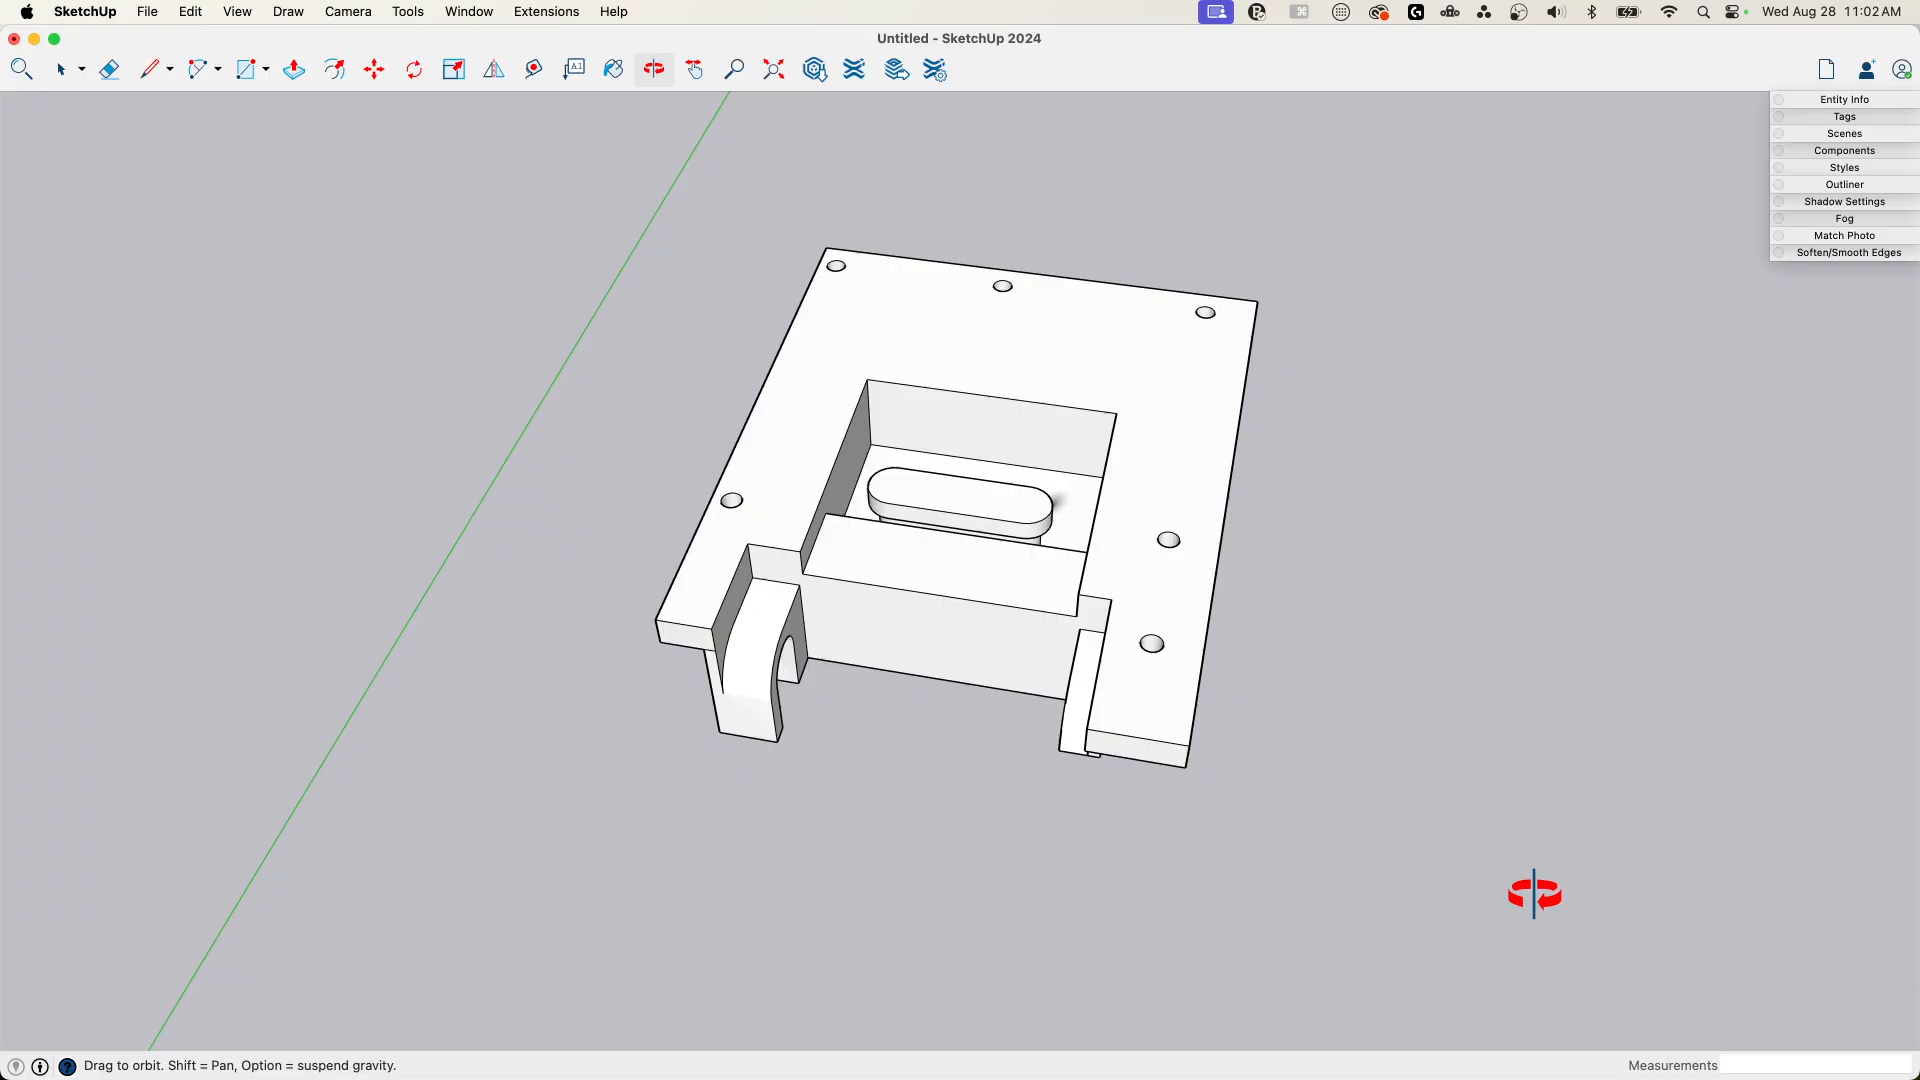 SketchUp File Edit View Draw Camera Tools Window Extensions Help Wed Aug 28 11:02 AM
Untitled - SketchUp 2024
A1
Entity Info
Tags
Scenes
Components
Styles
Outliner
Shadow Settings
Fog
Match Photo
Soften/Smooth Edges
Drag to orbit. Shift = Pan, Option = suspend gravity. Measurements